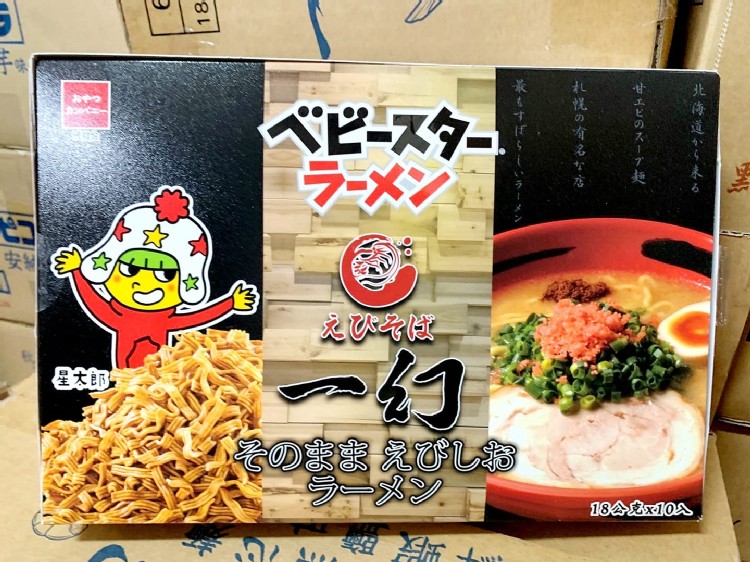 おやつ
カンパニー
ベビースター
ラーメン
えびそば
一幻
そのまま えびしお
ラーメン
星太郎
北海道から来る
甘エビのスープ麺
札幌の有名な店
最もすばらしいラーメン
18公克x10入